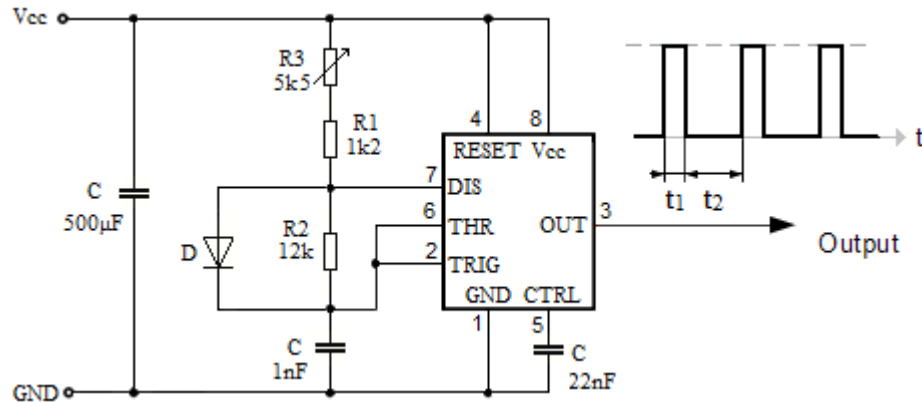 Vcc
R3
5k5
R1
1k2
4
8
RESET Vcc
7
DIS
6
THR
2
TRIG
OUT
3
GND CTRL
1
5
C
500µF
D
R2
12k
C
1nF
C
22nF
GND
t
t1
t2
Output